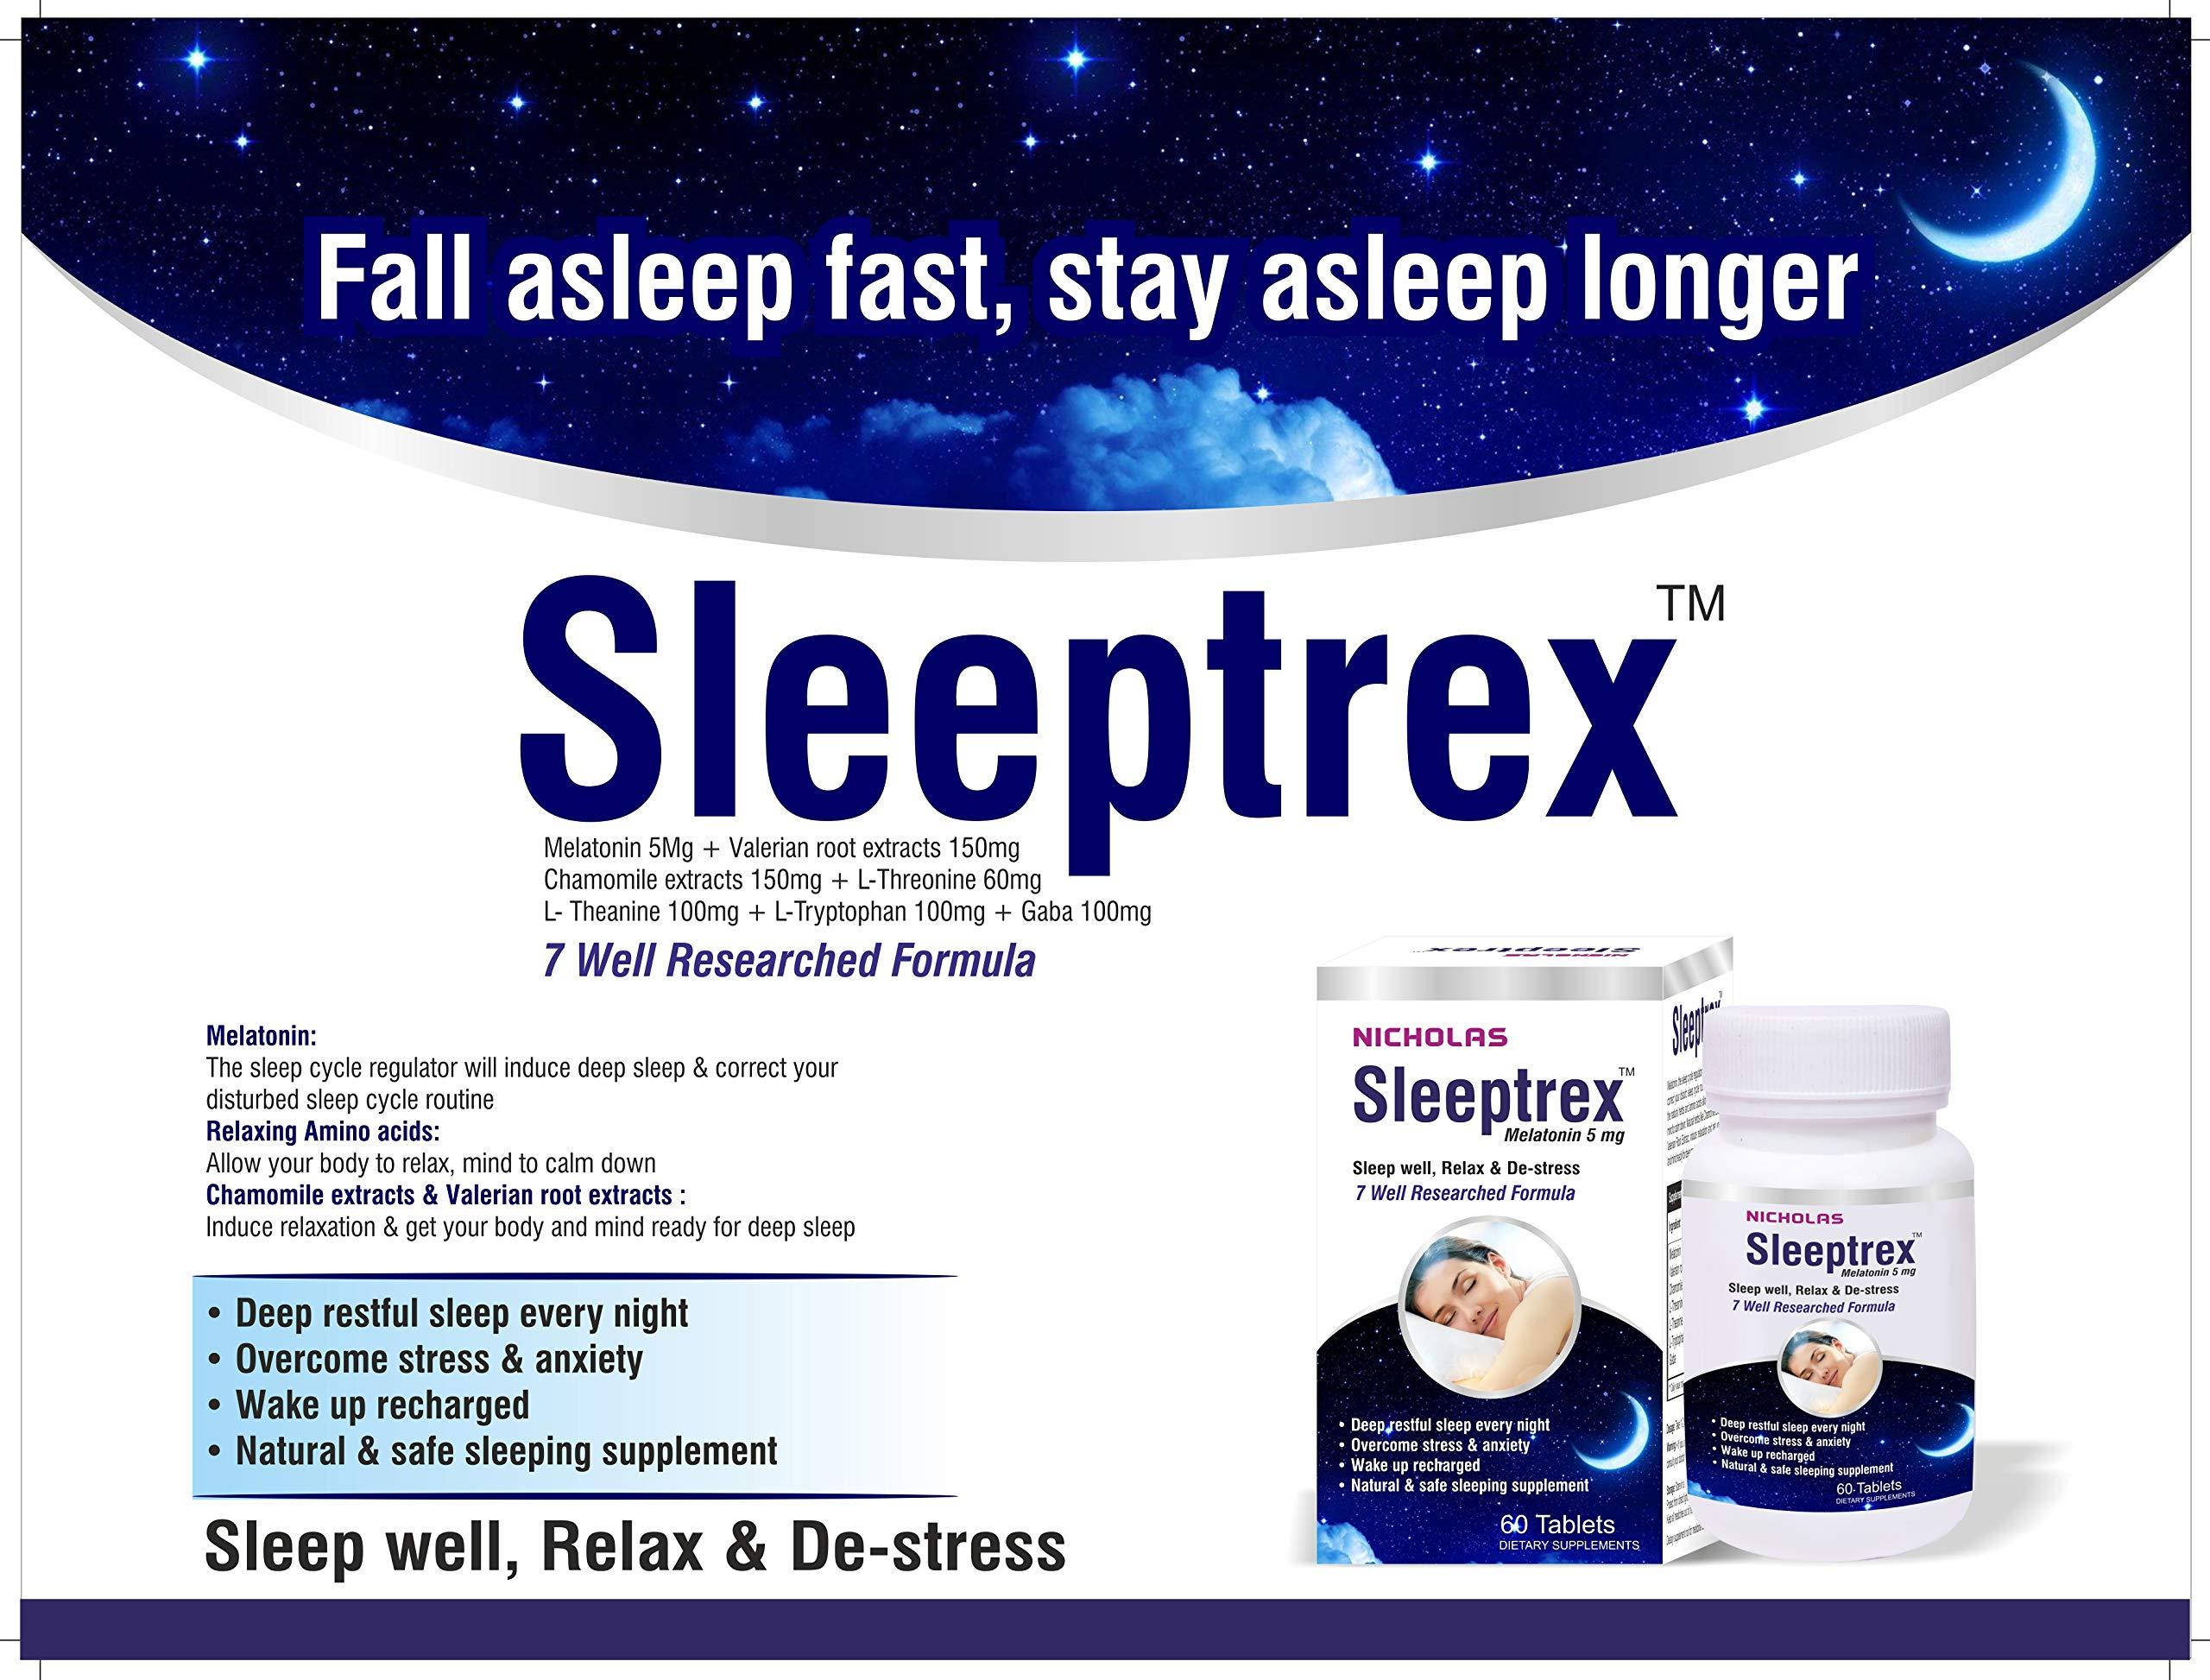 Fall asleep fast, stay asleep longer
Sleeptrex™
Melatonin 5Mg + Valerian root extracts 150mg
Chamomile extracts 150mg + L-Threonine 60mg
L- Theanine 100mg + L-Tryptophan 100mg + Gaba 100mg
7 Well Researched Formula
Melatonin:
The sleep cycle regulator will induce deep sleep & correct your
disturbed sleep cycle routine
Relaxing Amino acids:
Allow your body to relax, mind to calm down
Chamomile extracts & Valerian root extracts :
Induce relaxation & get your body and mind ready for deep sleep
• Deep restful sleep every night
• Overcome stress & anxiety
• Wake up recharged
• Natural & safe sleeping supplement
Sleep well, Relax & De-stress
NICHOLAS
Sleeptrex
NICHOLAS
Sleeptrex™
Melatonin 5 mg
Sleep well, Relax & De-stress
7 Well Researched Formula
• Deep restful sleep every night
• Overcome stress & anxiety
• Wake up recharged
• Natural & safe sleeping supplement
60 Tablets
DIETARY SUPPLEMENTS
NICHOLAS
Sleeptrex™
Melatonin 5 mg
Sleep well, Relax & De-stress
7 Well Researched Formula
• Deep restful sleep every night
• Overcome stress & anxiety
• Wake up recharged
• Natural & safe sleeping supplement
60 Tablets
DIETARY SUPPLEMENTS